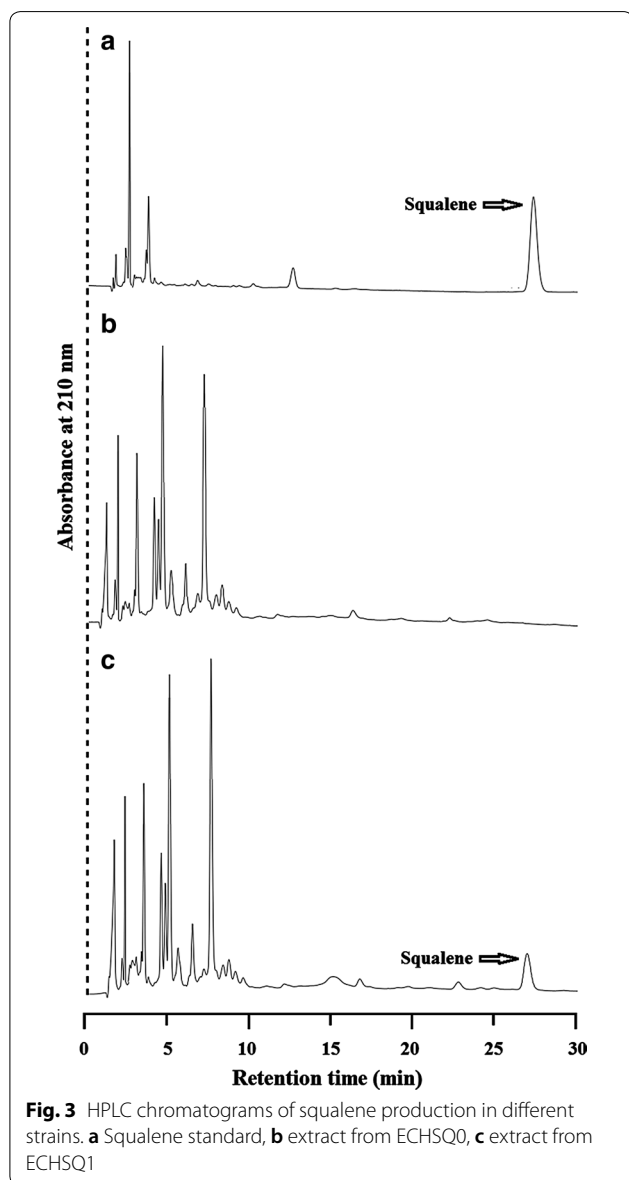 a
Squalene
b
Absorbance at 210 nm
c
Squalene
0 5 10 15 20 25 30
Retention time (min)
Fig. 3 HPLC chromatograms of squalene production in different
strains. a Squalene standard, b extract from ECHSQ0, c extract from
ECHSQ1